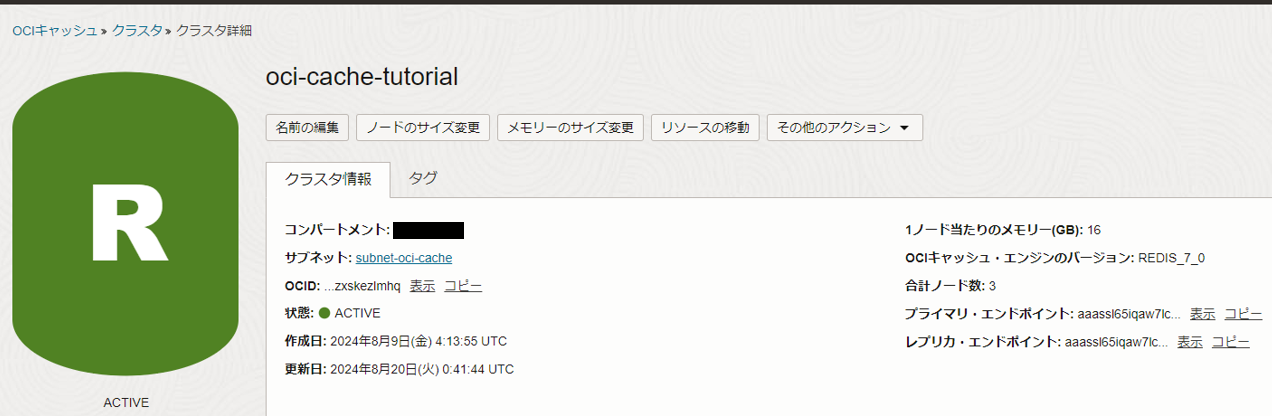 OCIキャッシュ » クラスタ » クラスタ詳細
R
ACTIVE
oci-cache-tutorial
名前の編集 ノードのサイズ変更 メモリーのサイズ変更 リソースの移動 その他のアクション
クラスタ情報 タグ
コンパートメント:
サブネット: subnet-oci-cache
OCID: ...zxskezlmhq 表示 コピー
状態: ACTIVE
作成日: 2024年8月9日(金) 4:13:55 UTC
更新日: 2024年8月20日(火) 0:41:44 UTC
1ノード当たりのメモリー(GB): 16
OCIキャッシュ・エンジンのバージョン: REDIS_7_0
合計ノード数: 3
プライマリ・エンドポイント: aaassl65iqaw7lc... 表示 コピー
レプリカ・エンドポイント: aaassl65iqaw7lc... 表示 コピー